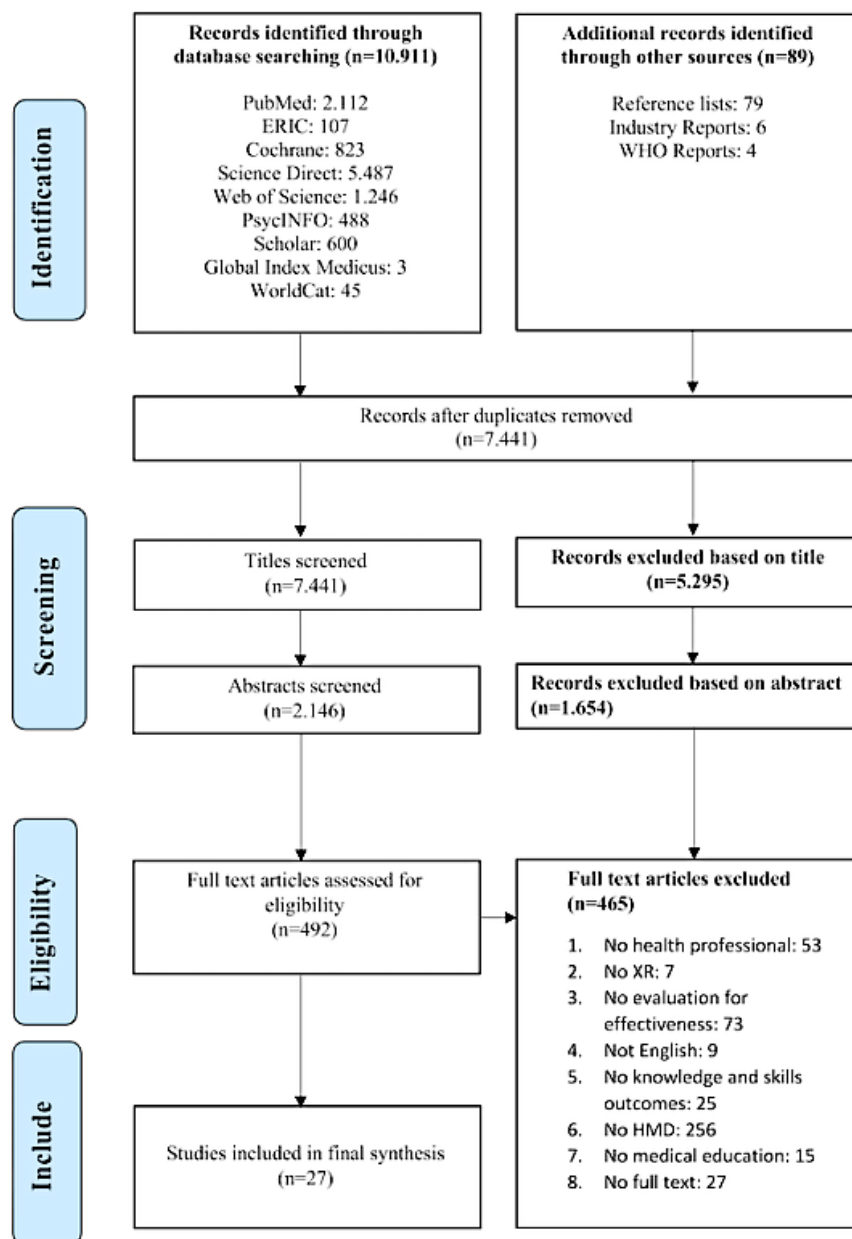 Identification
Records identified through
database searching (n=10.911)
PubMed: 2.112
ERIC: 107
Cochrane: 823
Science Direct: 5.487
Web of Science: 1.246
PsycINFO: 488
Scholar: 600
Global Index Medicus: 3
WorldCat: 45
Additional records identified
through other sources (n=89)
Reference lists: 79
Industry Reports: 6
WHO Reports: 4
Records after duplicates removed
(n=7.441)
Screening
Titles screened
(n=7.441)
Records excluded based on title
(n=5.295)
Abstracts screened
(n=2.146)
Records excluded based on abstract
(n=1.654)
Eligibility
Full text articles assessed for
eligibility
(n=492)
Full text articles excluded
(n=465)
1. No health professional: 53
2. No XR: 7
3. No evaluation for
effectiveness: 73
4. Not English: 9
5. No knowledge and skills
outcomes: 25
6. No HMD: 256
7. No medical education: 15
8. No full text: 27
Include
Studies included in final synthesis
(n=27)